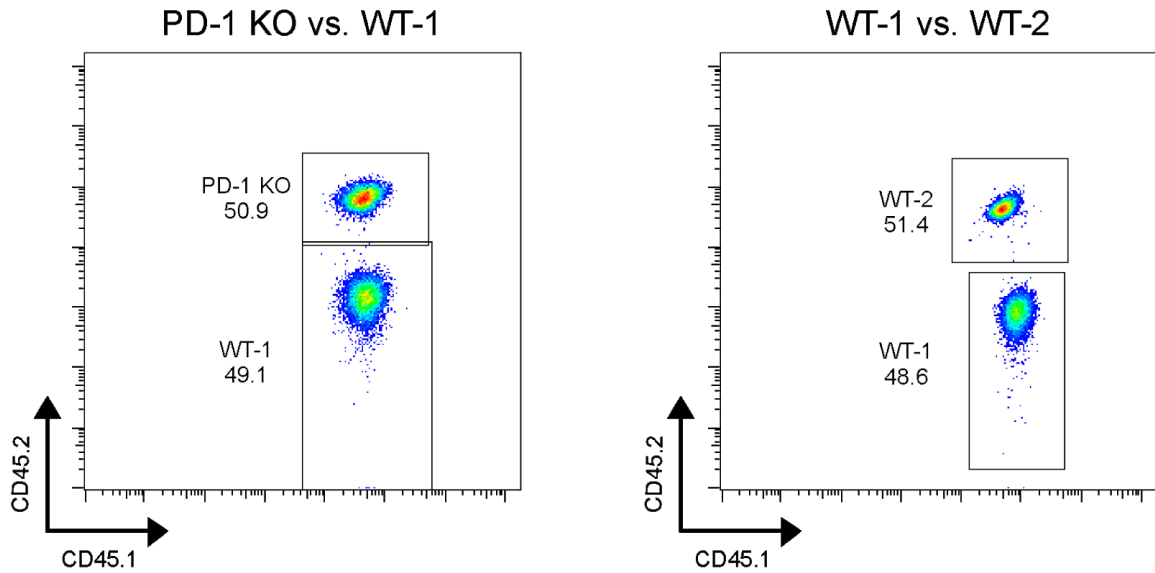 PD-1 KO vs. WT-1
PD-1 KO
50.9
WT-1
49.1
CD45.2
CD45.1
WT-1 vs. WT-2
WT-2
51.4
WT-1
48.6
CD45.2
CD45.1